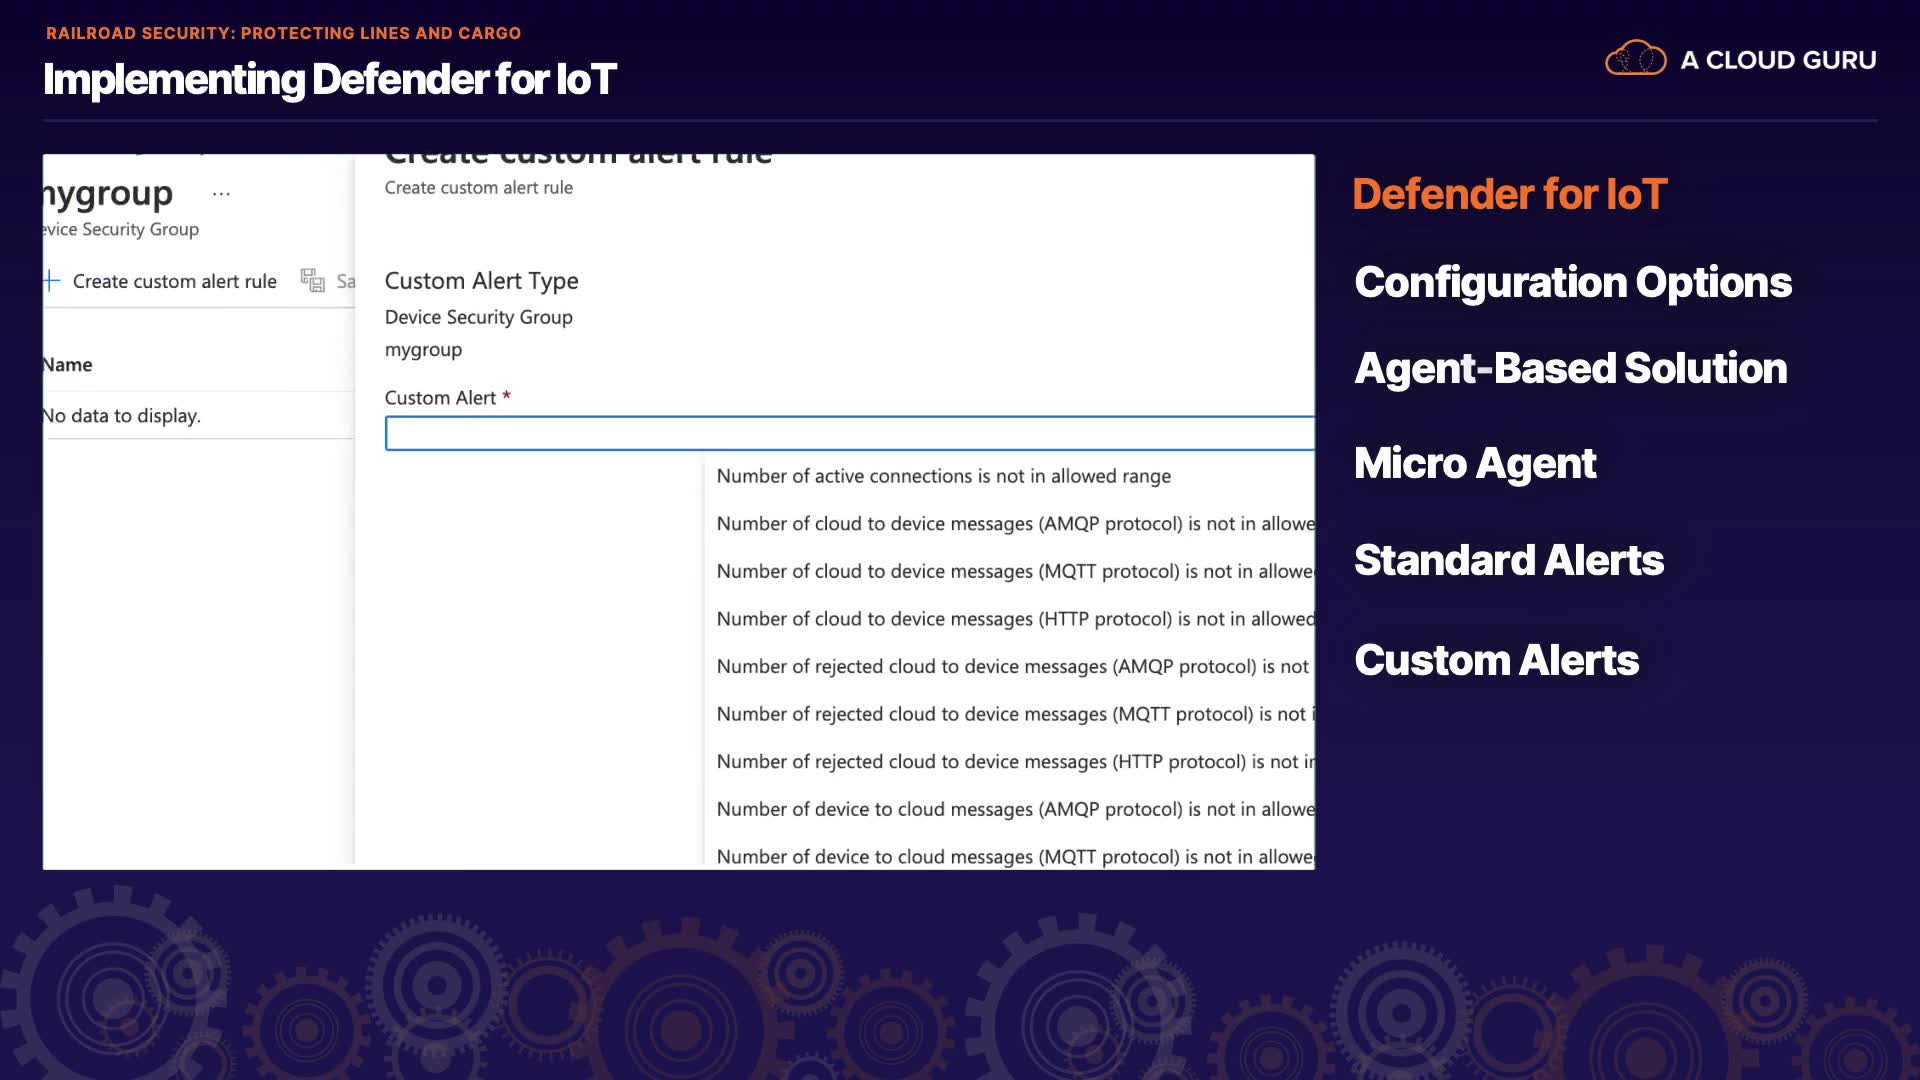 RAILROAD SECURITY: PROTECTING LINES AND CARGO
Implementing Defender for IoT
A CLOUD GURU
mygroup ...
evice Security Group
Create custom alert rule
Name
No data to display.
Create custom alert rule
Create custom alert rule
Custom Alert Type
Device Security Group
mygroup
Custom Alert *
Number of active connections is not in allowed range
Number of cloud to device messages (AMQP protocol) is not in allowe
Number of cloud to device messages (MQTT protocol) is not in allowe
Number of cloud to device messages (HTTP protocol) is not in allowed
Number of rejected cloud to device messages (AMQP protocol) is not
Number of rejected cloud to device messages (MQTT protocol) is not i
Number of rejected cloud to device messages (HTTP protocol) is not in
Number of device to cloud messages (AMQP protocol) is not in allowe
Number of device to cloud messages (MQTT protocol) is not in allowe
Defender for IoT
Configuration Options
Agent-Based Solution
Micro Agent
Standard Alerts
Custom Alerts